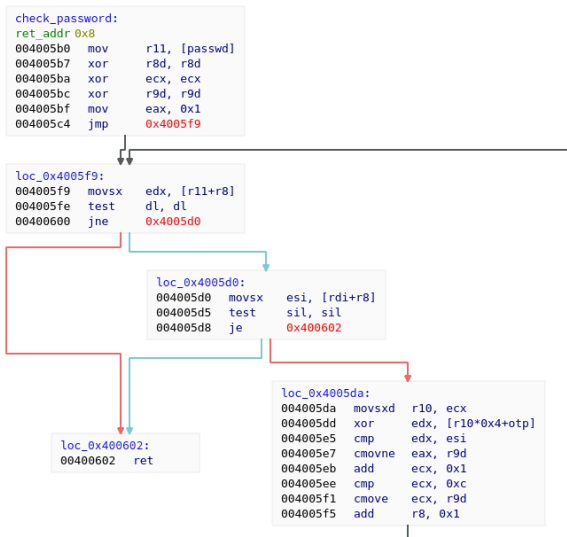 check_password:
ret_addr 0x8
004005b0 mov r11, [passwd]
004005b7 xor r8d, r8d
004005ba xor ecx, ecx
004005bc xor r9d, r9d
004005bf mov eax, 0x1
004005c4 jmp 0x4005f9
loc_0x4005f9:
004005f9 movsx edx, [r11+r8]
004005fe test dl, dl
00400600 jne 0x4005d0
loc_0x4005d0:
004005d0 movsx esi, [rdi+r8]
004005d5 test sil, sil
004005d8 je 0x400602
loc_0x4005da:
004005da movsxd r10, ecx
004005dd xor edx, [r10*0x4+otp]
004005e5 cmp edx, esi
004005e7 cmovne eax, r9d
004005eb add ecx, 0x1
004005ee cmp ecx, 0xc
004005f1 cmove ecx, r9d
004005f5 add r8, 0x1
loc_0x400602:
00400602 ret